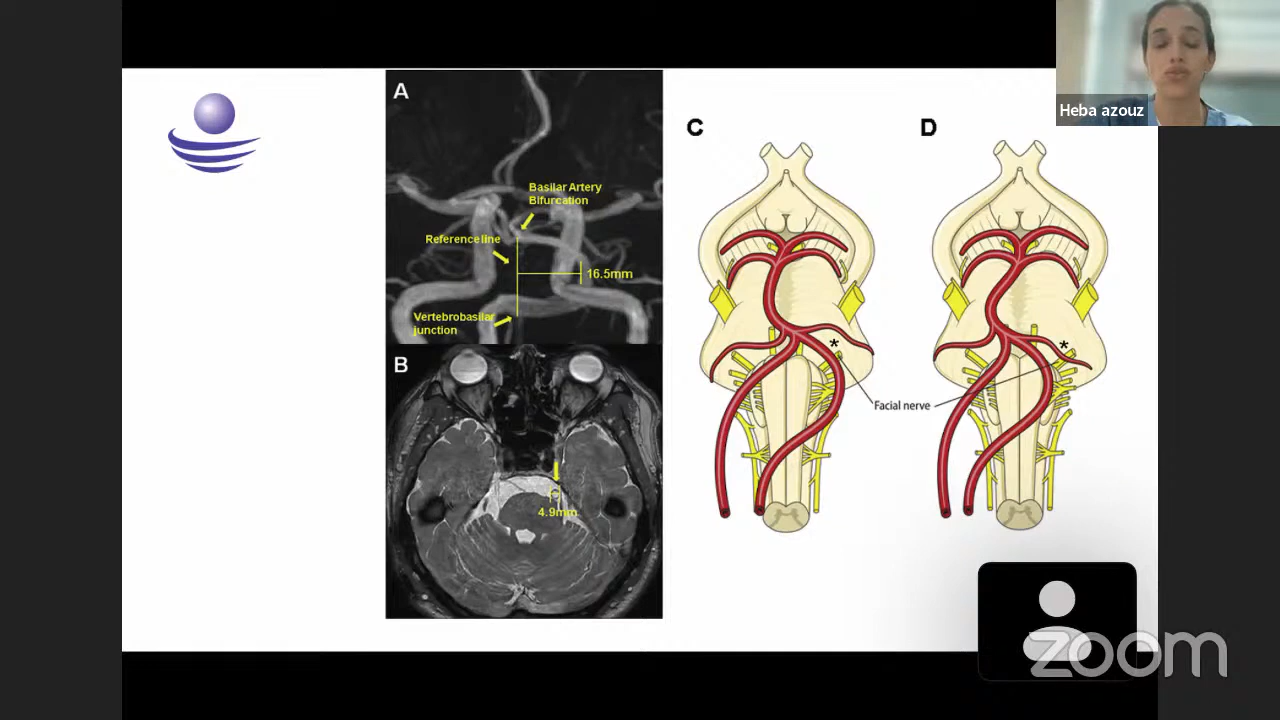 A
Basilar Artery
Bifurcation
Reference line
16.5mm
Vertebrobasilar
junction
B
4.9mm
C
D
*
*
Facial nerve
Heba azouz
zoom